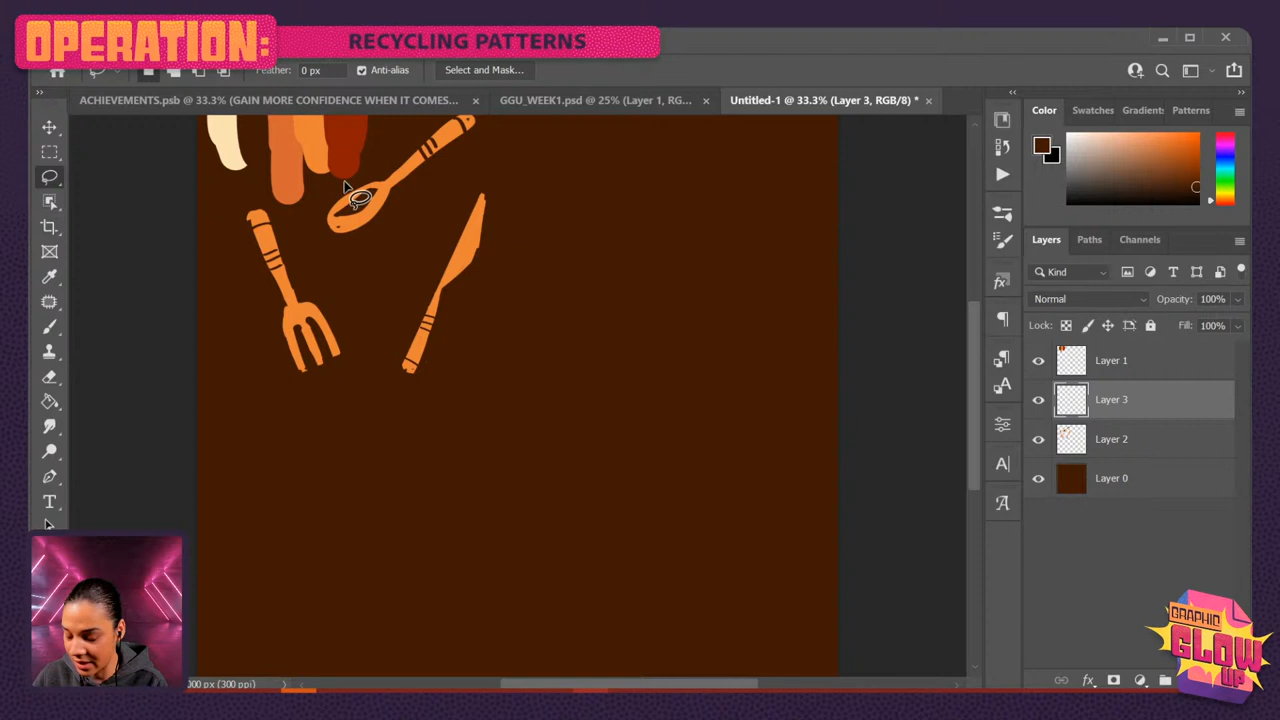 OPERATION:
RECYCLING PATTERNS
Feather: 0 px
Anti-alias
Select and Mask...
ACHIEVEMENTS.psb @ 33.3% (GAIN MORE CONFIDENCE WHEN IT COMES...
GGU_WEEK1.psd @ 25% (Layer 1, RG...
Untitled-1 @ 33.3% (Layer 3, RGB/8) *
Color
Swatches
Gradient
Patterns
Layers
Paths
Channels
Kind
Normal
Opacity: 100%
Lock:
Fill: 100%
Layer 1
Layer 3
Layer 2
Layer 0
000 px (300 ppi)
GRAPHIC
GLOW
UP